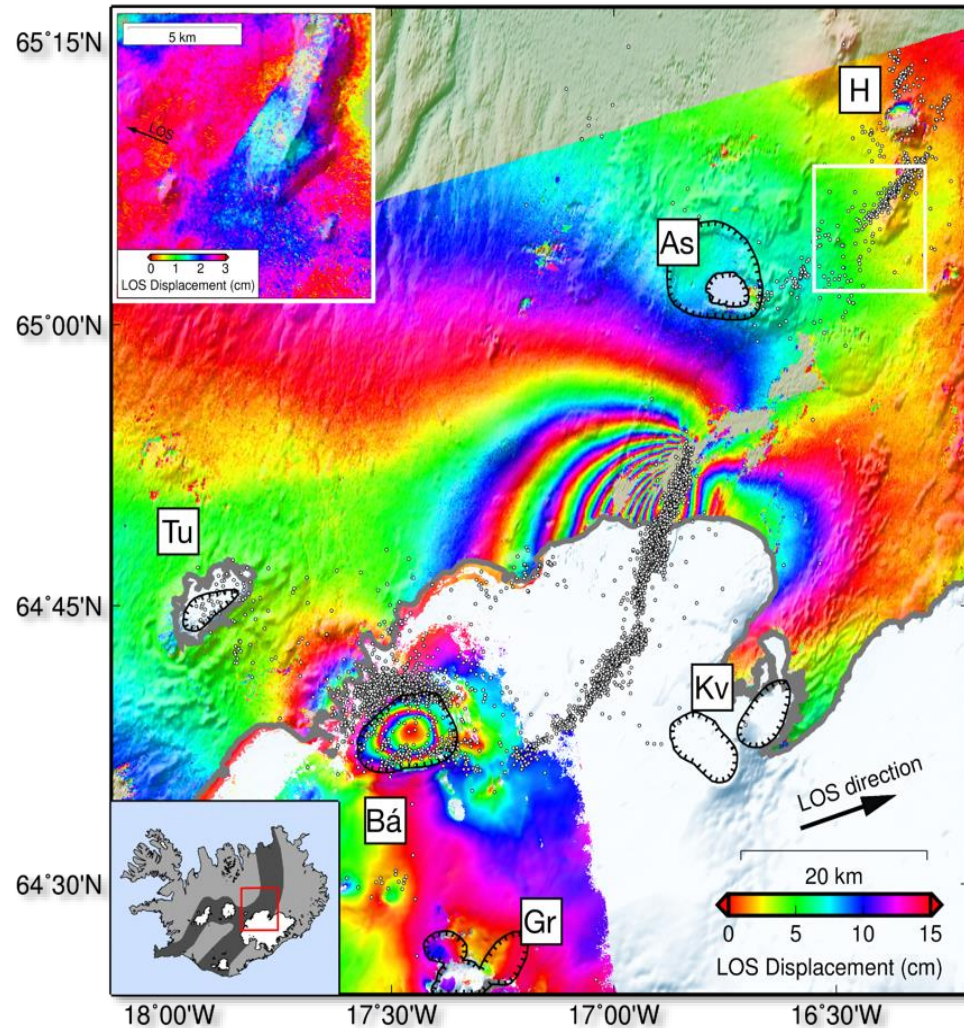 65°15'N
65°00'N
64°45'N
64°30'N
18°00'W
17°30'W
17°00'W
16°30'W
5 km
LOS
0 1 2 3
LOS Displacement (cm)
H
As
Tu
Kv
Bá
Gr
LOS direction
20 km
0 5 10 15
LOS Displacement (cm)